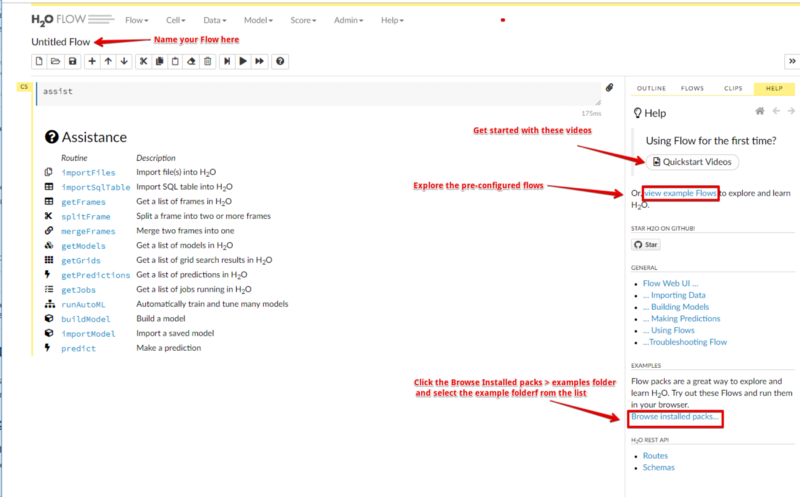 H2O FLOW Flow Cell Data Model Score Admin Help
Untitled Flow Name your Flow here
CS assist
175ms
OUTLINE FLOWS CLIPS HELP
Help
Get started with these videos
Using Flow for the first time?
Quickstart Videos
Explore the pre-configured flows
Or, view example Flows to explore and learn
H2O.
STAR H2O ON GITHUB!
Star
GENERAL
Flow Web UI ...
... Importing Data
... Building Models
... Making Predictions
... Using Flows
...Troubleshooting Flow
EXAMPLES
Flow packs are a great way to explore and
learn H2O. Try out these Flows and run them
in your browser.
Browse installed packs...
H2O REST API
Routes
Schemas
Assistance
Routine Description
importFiles Import file(s) into H2O
importSqlTable Import SQL table into H2O
getFrames Get a list of frames in H2O
splitFrame Split a frame into two or more frames
mergeFrames Merge two frames into one
getModels Get a list of models in H2O
getGrids Get a list of grid search results in H2O
getPredictions Get a list of predictions in H2O
getJobs Get a list of jobs running in H2O
runAutoML Automatically train and tune many models
buildModel Build a model
importModel Import a saved model
predict Make a prediction
Click the Browse Installed packs > examples folder
and select the example folderf rom the list